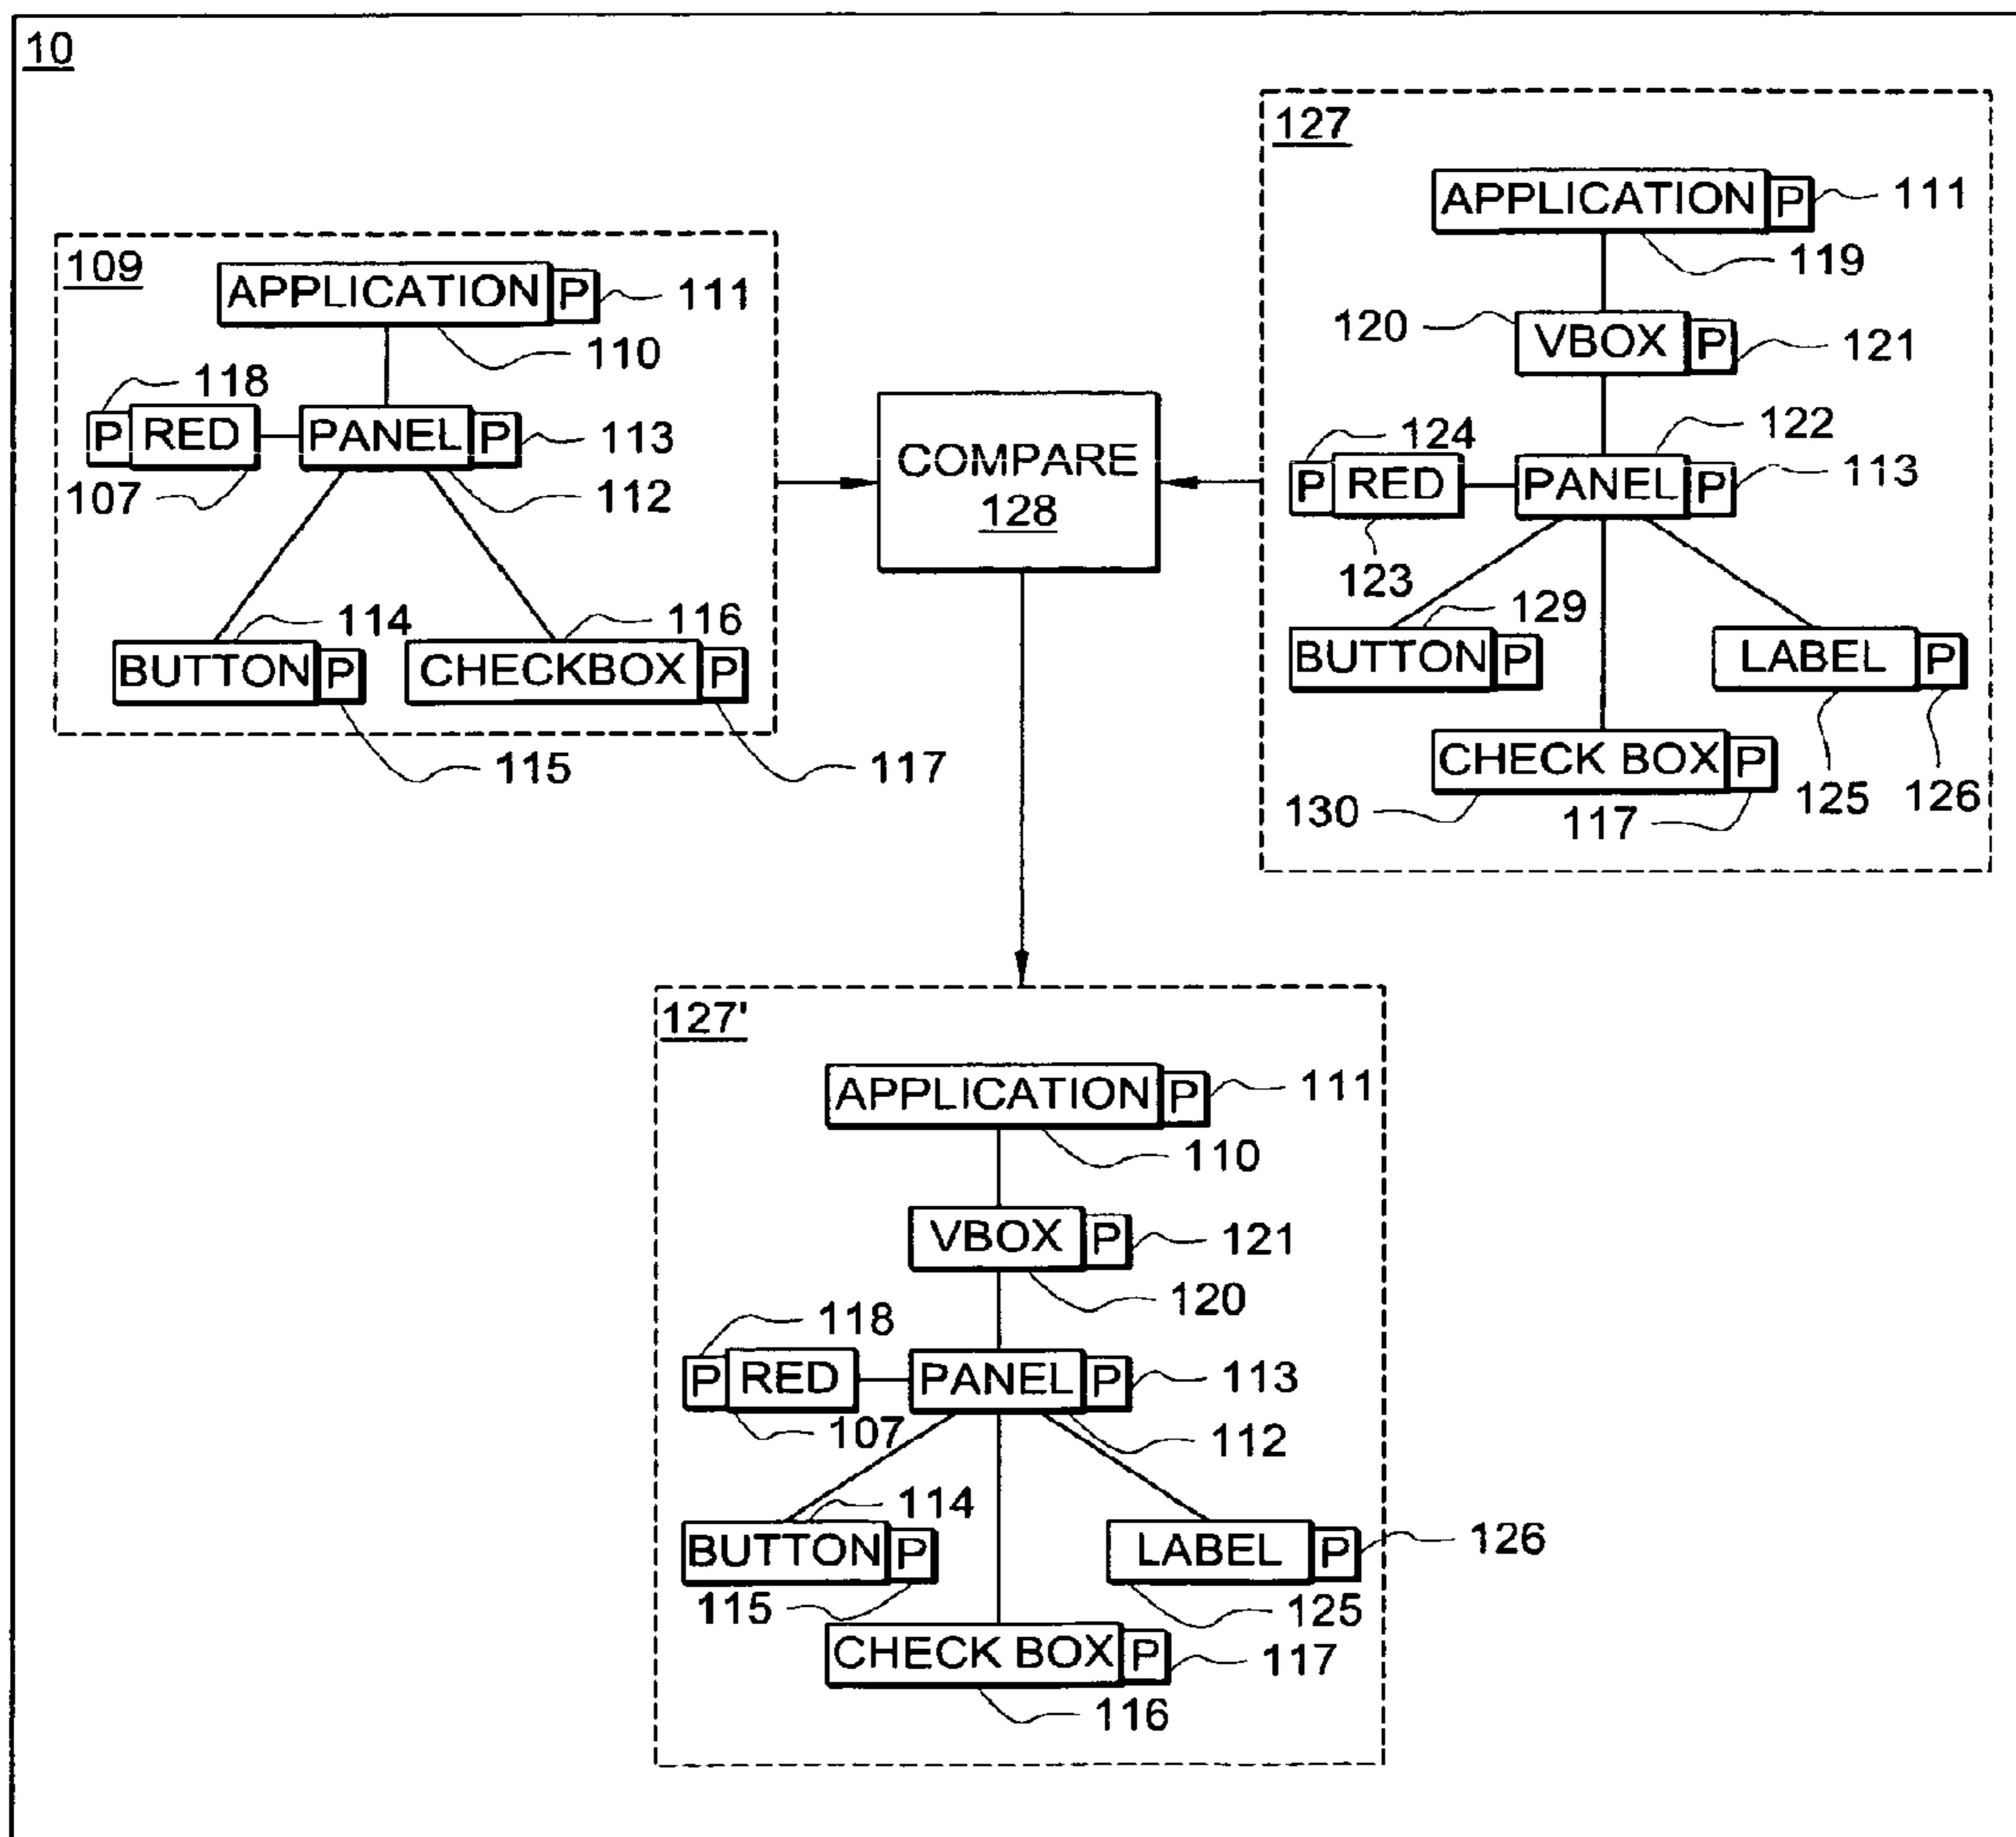 10
109
APPLICATION P 111
110
118
P RED PANEL P 113
107 112
114 116
BUTTON P CHECKBOX P
115 117
COMPARE
128
127
APPLICATION P 111
119
120 VBOX P 121
124 122
P RED PANEL P 113
123
129
BUTTON P LABEL P
CHECK BOX P 125 126
130 117
127'
APPLICATION P 111
110
VBOX P 121
120
118
P RED PANEL P 113
107 112
114
BUTTON P LABEL P 126
115 125
CHECK BOX P 117
116